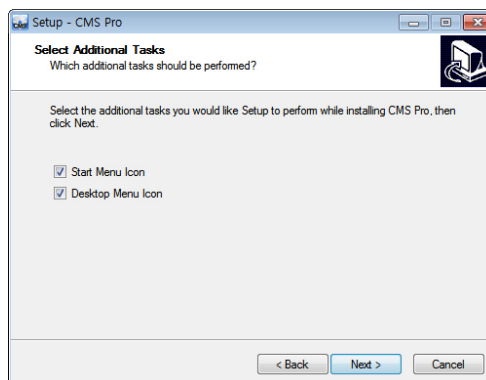 Setup - CMS Pro
Select Additional Tasks
Which additional tasks should be performed?
Select the additional tasks you would like Setup to perform while installing CMS Pro, then
click Next.
Start Menu Icon
Desktop Menu Icon
< Back
Next >
Cancel